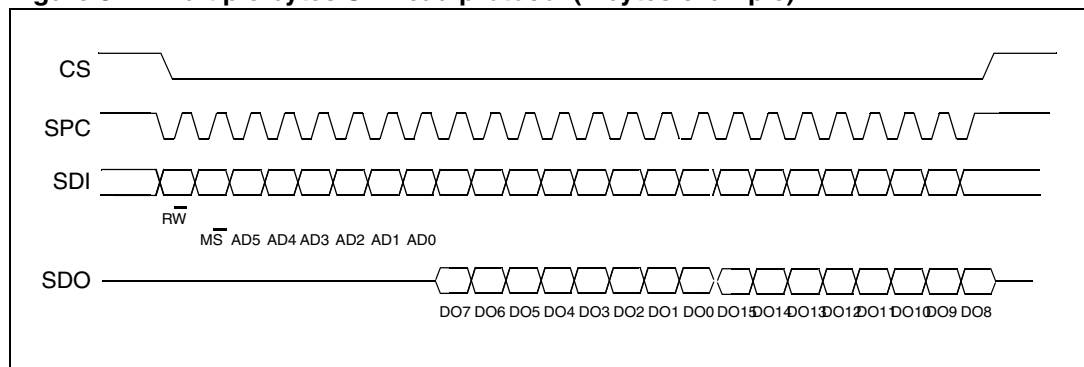 CS
SPC
SDI
RW
MS AD5 AD4 AD3 AD2 AD1 AD0
SDO
DO7 DO6 DO5 DO4 DO3 DO2 DO1 DO0 DO15 DO14 DO13 DO12 DO11 DO10 DO9 DO8